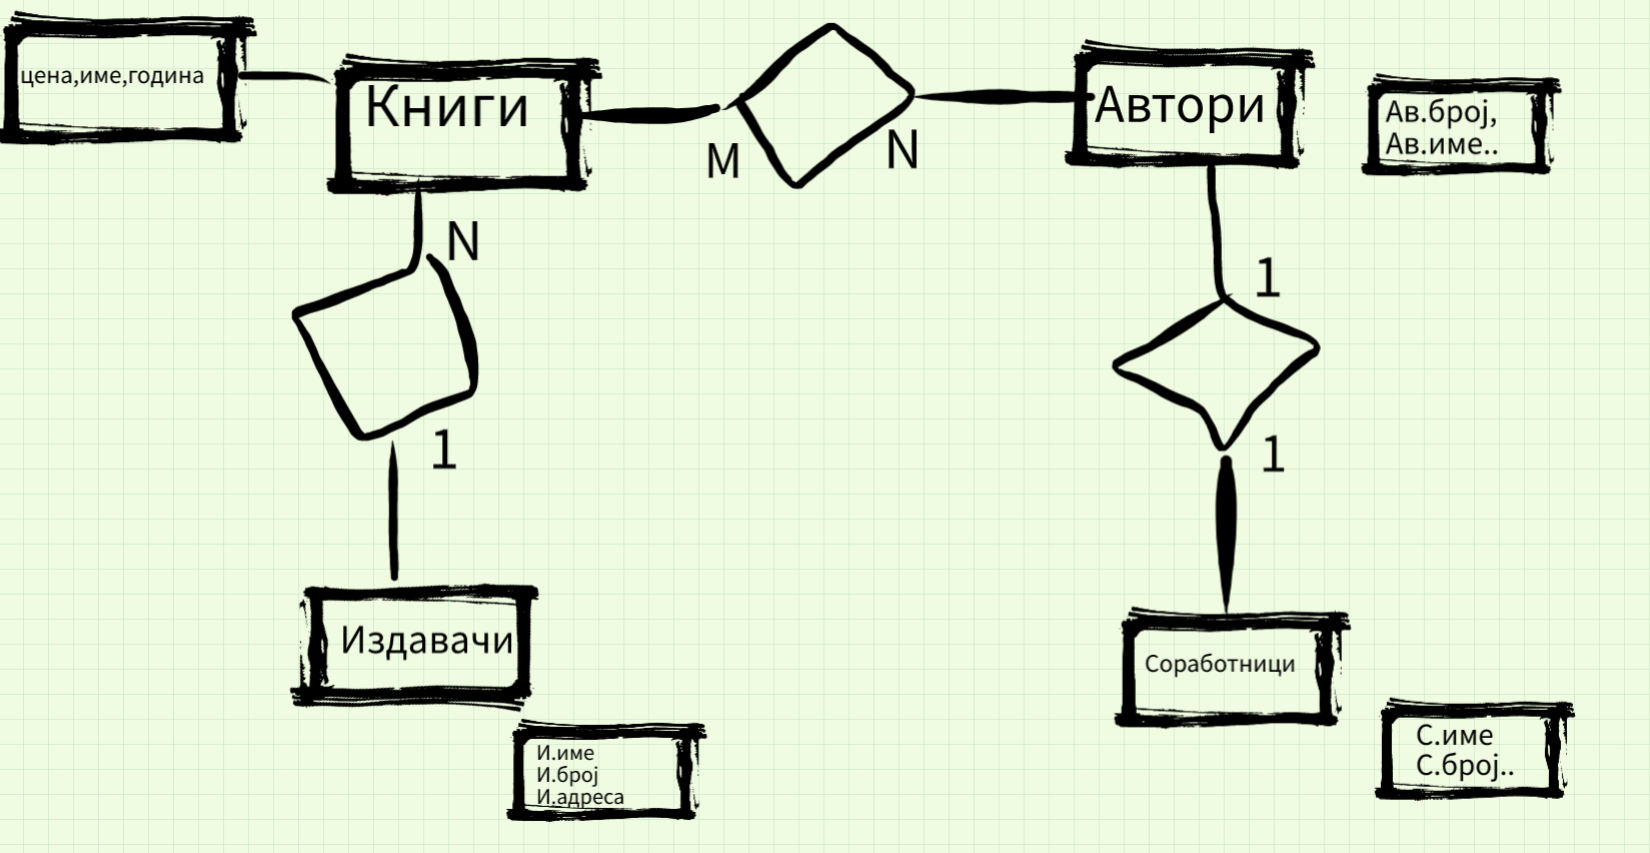 цена,име,година
Книги
Автори
Ав.број,
Ав.име..
M
N
N
1
1
1
Издавачи
Соработници
И.име
И.број
И.адреса
С.име
С.број..